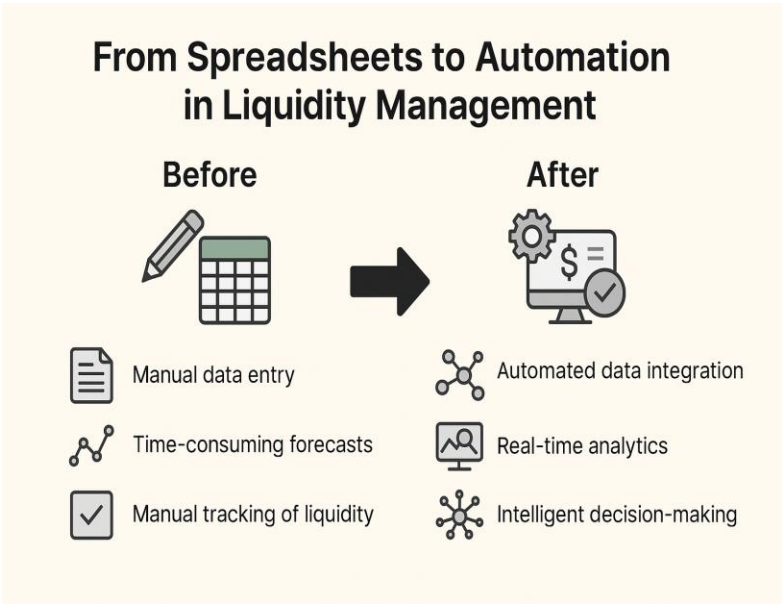 From Spreadsheets to Automation
in Liquidity Management
Before
After
$
Manual data entry
Time-consuming forecasts
Manual tracking of liquidity
Automated data integration
Real-time analytics
Intelligent decision-making